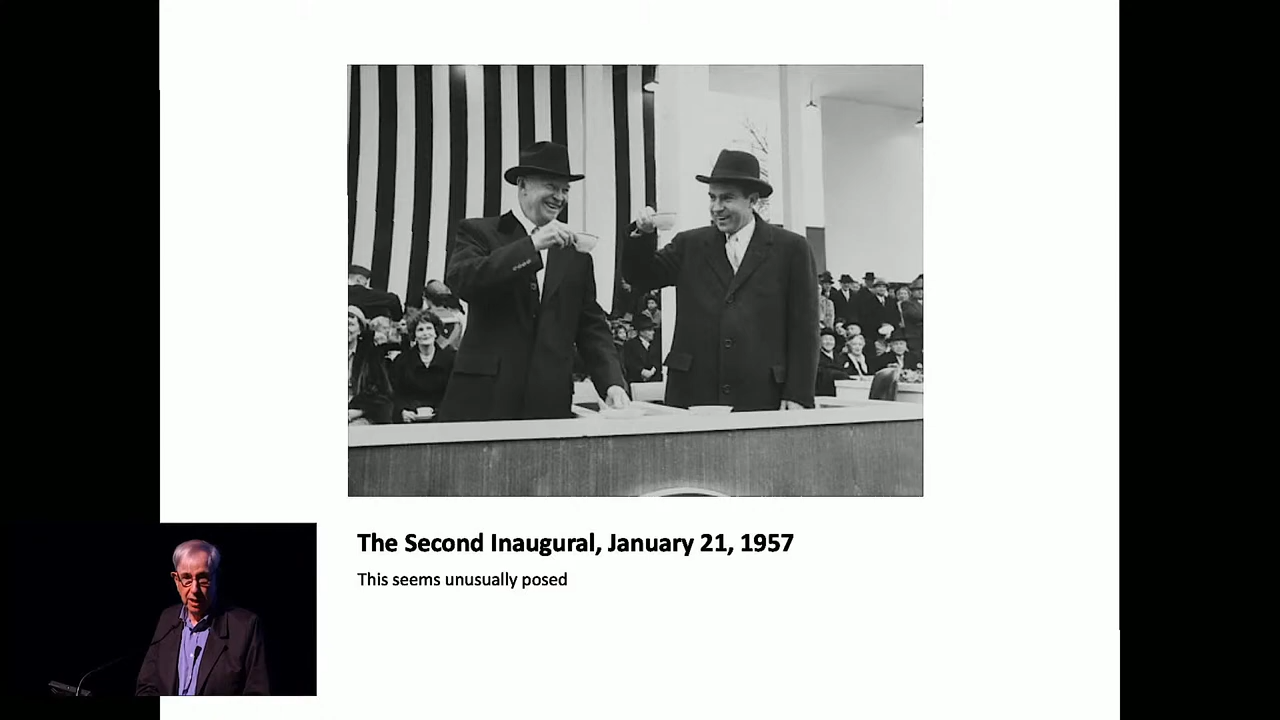 The Second Inaugural, January 21, 1957
This seems unusually posed